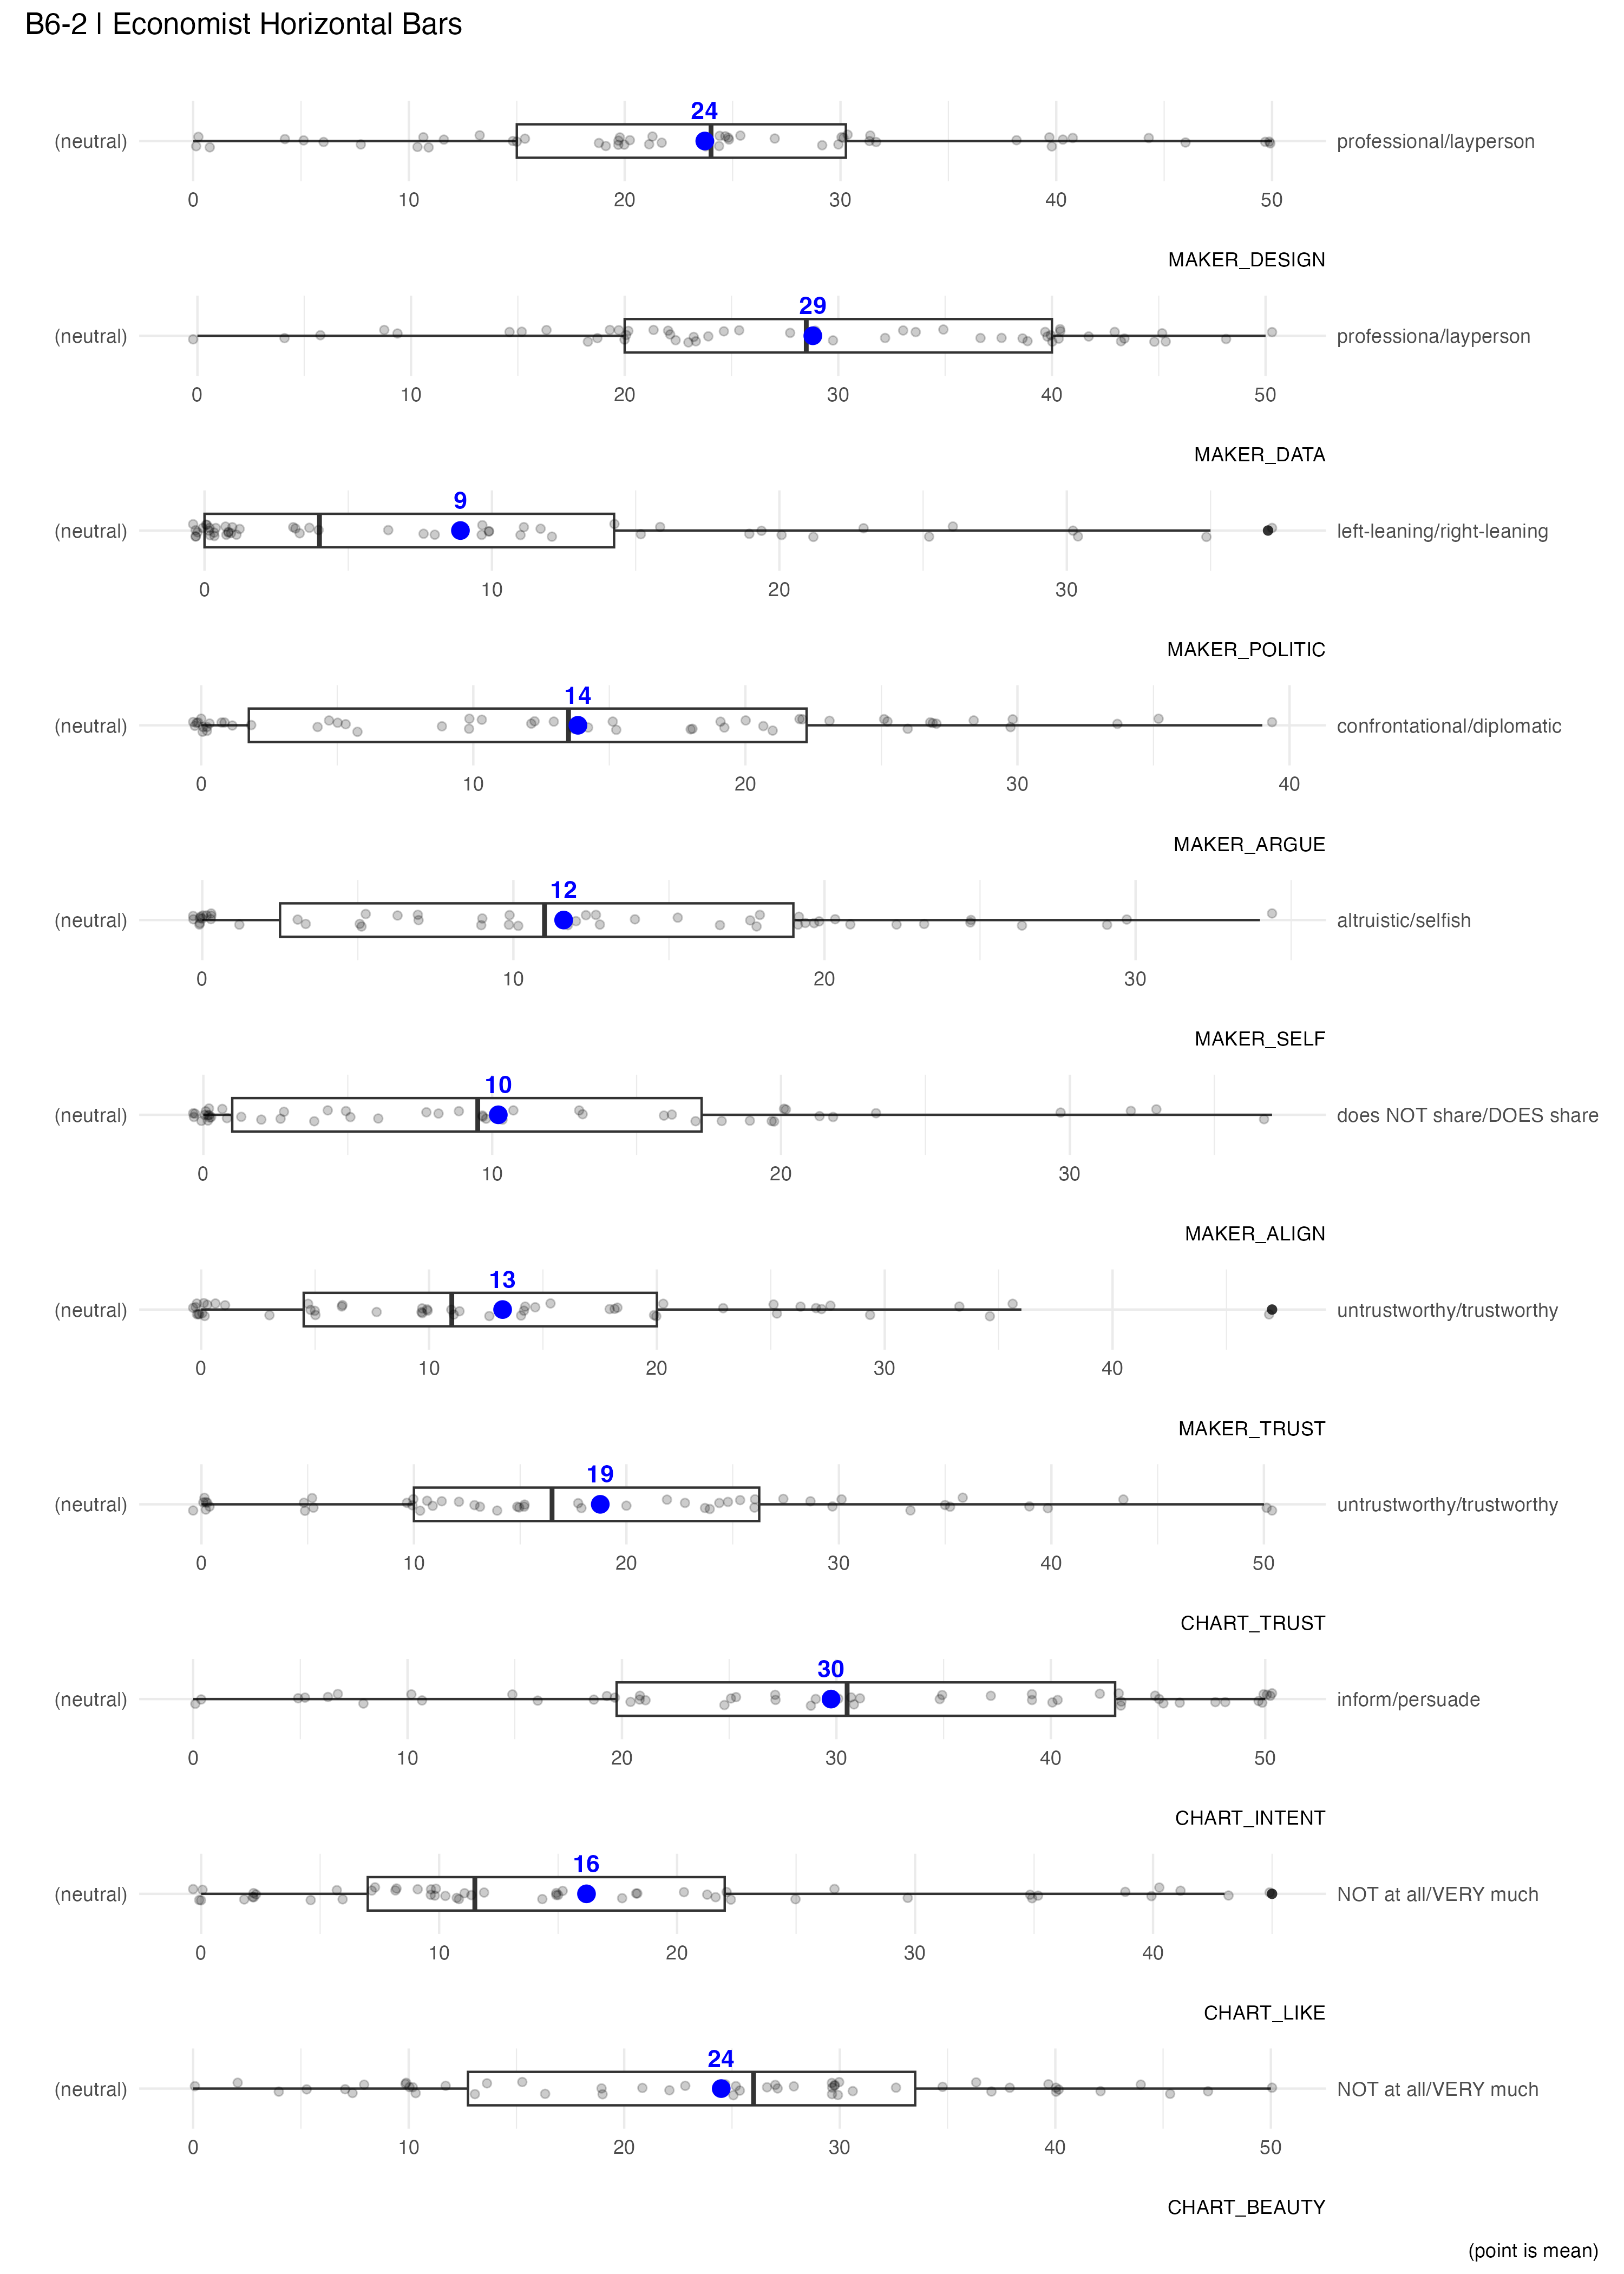 B6-2 | Economist Horizontal Bars
24
(neutral) professional/layperson
0 10 20 30 40 50
MAKER_DESIGN
29
(neutral) professiona/layperson
0 10 20 30 40 50
MAKER_DATA
9
(neutral) left-leaning/right-leaning
0 10 20 30
MAKER_POLITIC
14
(neutral) confrontational/diplomatic
0 10 20 30 40
MAKER_ARGUE
12
(neutral) altruistic/selfish
0 10 20 30
MAKER_SELF
10
(neutral) does NOT share/DOES share
0 10 20 30
MAKER_ALIGN
13
(neutral) untrustworthy/trustworthy
0 10 20 30 40
MAKER_TRUST
19
(neutral) untrustworthy/trustworthy
0 10 20 30 40 50
CHART_TRUST
30
(neutral) inform/persuade
0 10 20 30 40 50
CHART_INTENT
16
(neutral) NOT at all/VERY much
0 10 20 30 40
CHART_LIKE
24
(neutral) NOT at all/VERY much
0 10 20 30 40 50
CHART_BEAUTY
(point is mean)